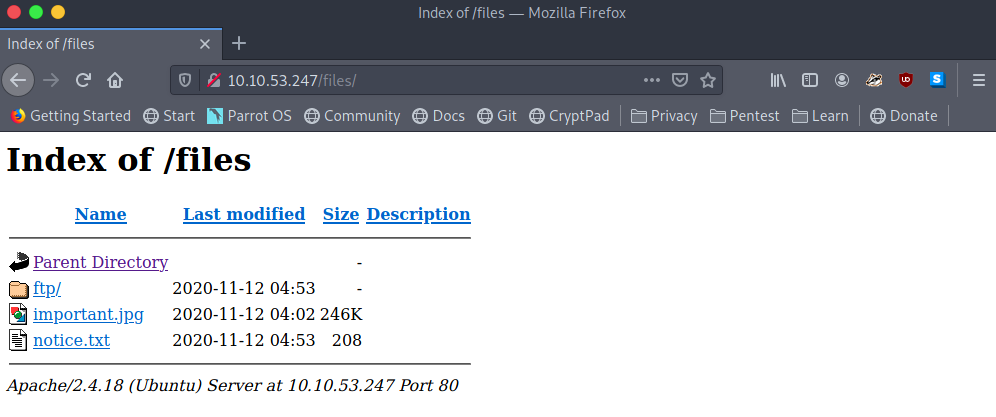 Index of /files — Mozilla Firefox
Index of /files
10.10.53.247/files/
Getting Started Start Parrot OS Community Docs Git CryptPad Privacy Pentest Learn Donate
Index of /files
Name Last modified Size Description
Parent Directory -
ftp/ 2020-11-12 04:53 -
important.jpg 2020-11-12 04:02 246K
notice.txt 2020-11-12 04:53 208
Apache/2.4.18 (Ubuntu) Server at 10.10.53.247 Port 80